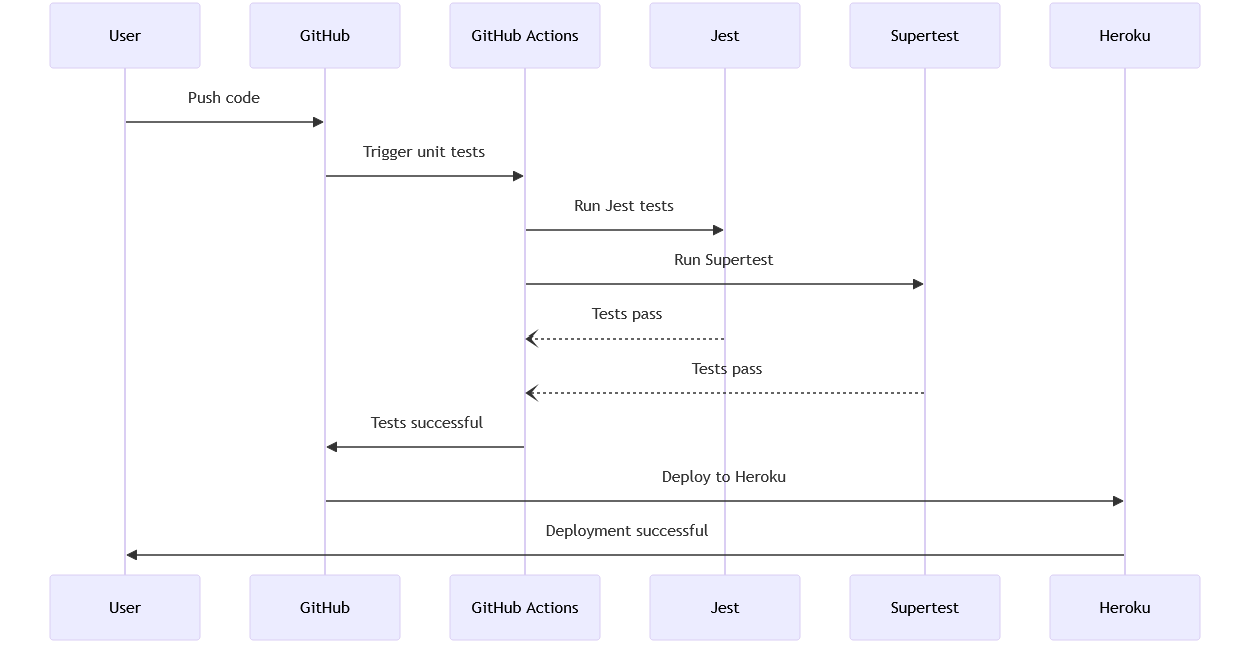 User
GitHub
GitHub Actions
Jest
Supertest
Heroku
Push code
Trigger unit tests
Run Jest tests
Run Supertest
Tests pass
Tests pass
Tests successful
Deploy to Heroku
Deployment successful
User
GitHub
GitHub Actions
Jest
Supertest
Heroku